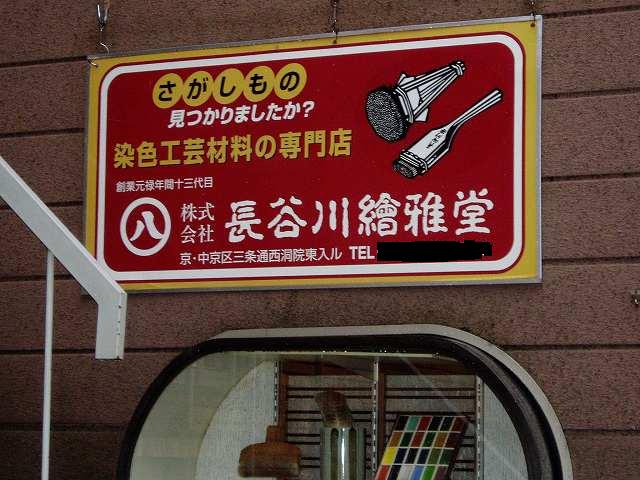 さがしもの
見つかりましたか?
染色工芸材料の専門店
創業元禄年間十三代目
八 株式会社 長谷川繪雅堂
京・中京区三条通西洞院東入ル TEL